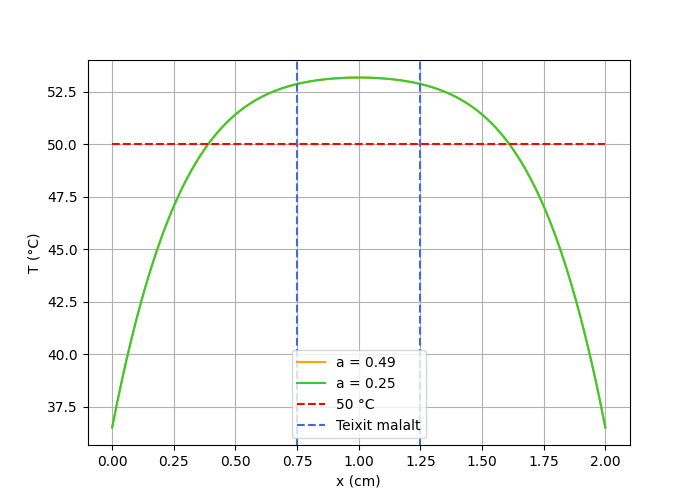 52.5
50.0
47.5
45.0
42.5
40.0
37.5
T (°C)
a = 0.49
a = 0.25
50 °C
Teixit malalt
0.00 0.25 0.50 0.75 1.00 1.25 1.50 1.75 2.00
x (cm)